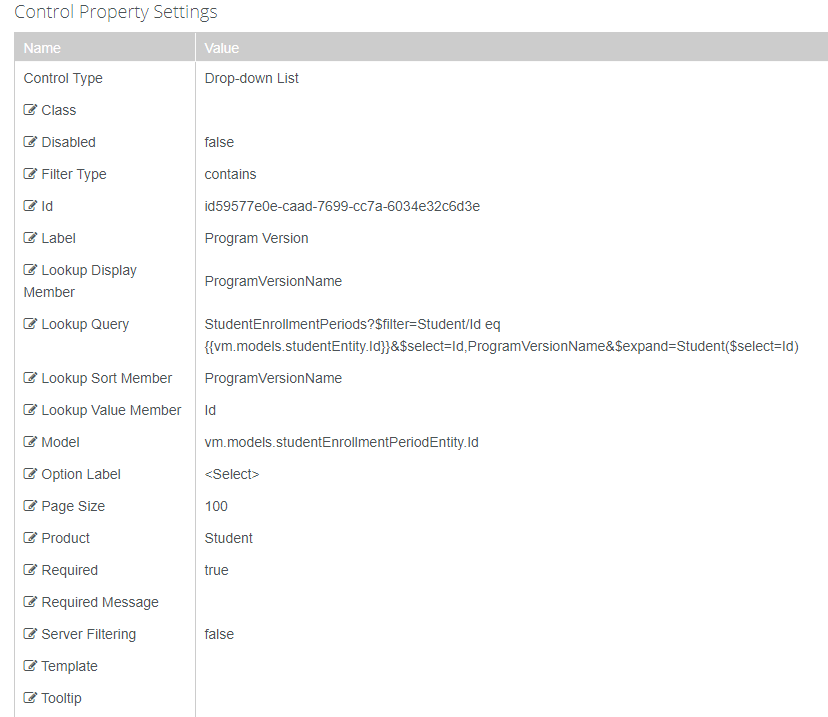 Control Property Settings
Name Value
Control Type Drop-down List
Class
Disabled false
Filter Type contains
Id id59577e0e-caad-7699-cc7a-6034e32c6d3e
Label Program Version
Lookup Display
Member ProgramVersionName
Lookup Query StudentEnrollmentPeriods?$filter=Student/Id eq
{{vm.models.studentEntity.Id}}&$select=Id,ProgramVersionName&$expand=Student($select=Id)
Lookup Sort Member ProgramVersionName
Lookup Value Member Id
Model vm.models.studentEnrollmentPeriodEntity.Id
Option Label <Select>
Page Size 100
Product Student
Required true
Required Message
Server Filtering false
Template
Tooltip